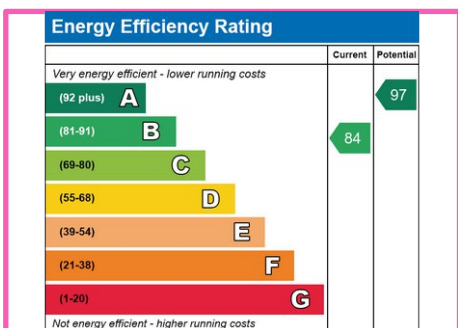 Energy Efficiency Rating
Current Potential
Very energy efficient - lower running costs
(92 plus) A
97
(81-91) B
84
(69-80) C
(55-68) D
(39-54) E
(21-38) F
(1-20) G
Not energy efficient - higher running costs